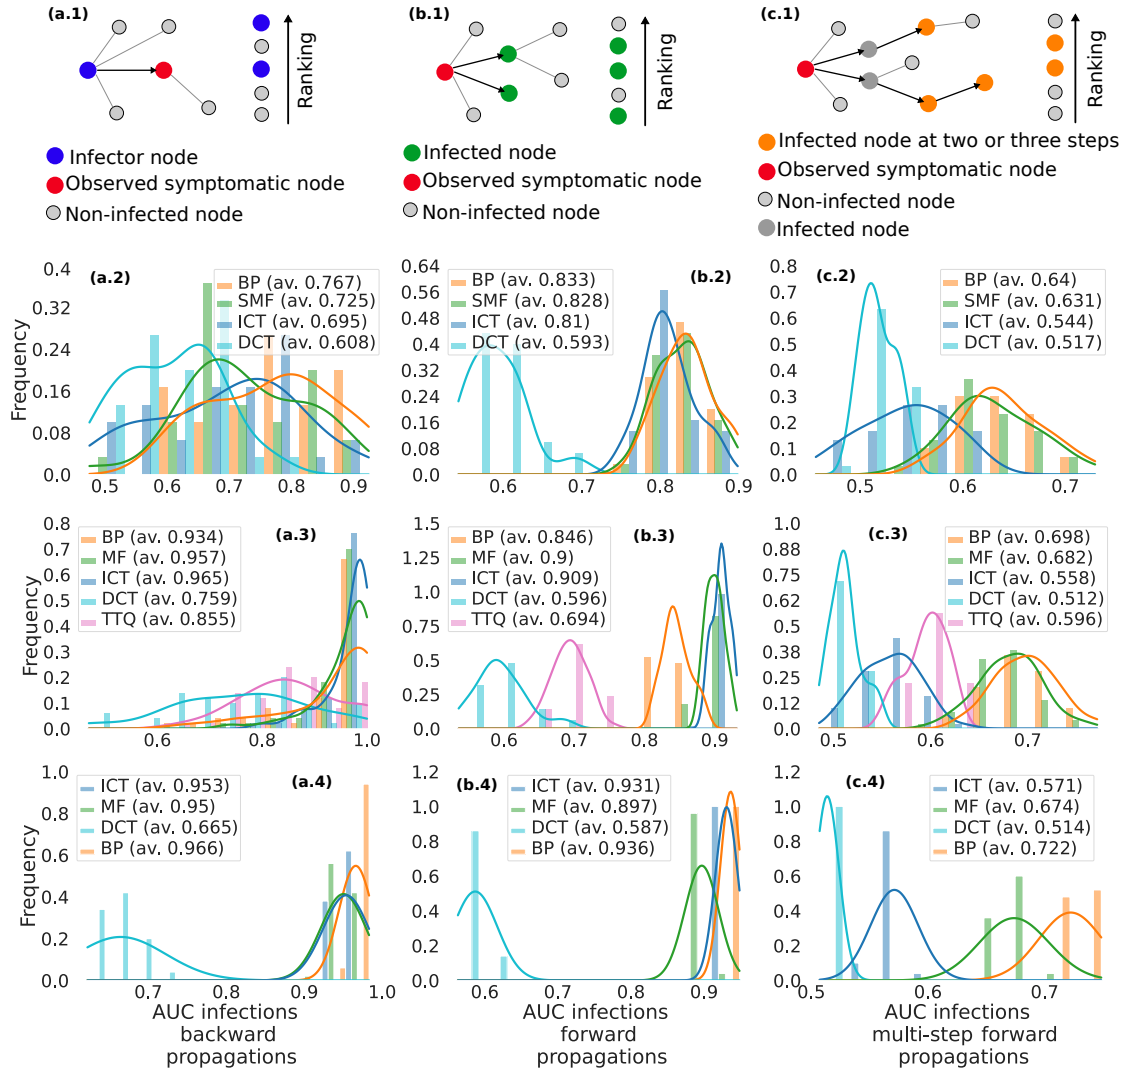 (a.1)
Ranking
Infector node
Observed symptomatic node
Non-infected node
(b.1)
Ranking
Infected node
Observed symptomatic node
Non-infected node
(c.1)
Ranking
Infected node at two or three steps
Observed symptomatic node
Non-infected node
Infected node
(a.2)
Frequency
0.4
0.32
0.24
0.16
0.08
0.0
BP (av. 0.767)
SMF (av. 0.725)
ICT (av. 0.695)
DCT (av. 0.608)
0.5 0.6 0.7 0.8 0.9
(b.2)
0.64
0.56
0.48
0.4
0.32
0.24
0.16
0.08
0.0
BP (av. 0.833)
SMF (av. 0.828)
ICT (av. 0.81)
DCT (av. 0.593)
0.6 0.7 0.8 0.9
(c.2)
0.8
0.7
0.6
0.5
0.4
0.3
0.2
0.1
0.0
BP (av. 0.64)
SMF (av. 0.631)
ICT (av. 0.544)
DCT (av. 0.517)
0.5 0.6 0.7
(a.3)
Frequency
0.8
0.7
0.6
0.5
0.4
0.3
0.2
0.1
0.0
BP (av. 0.934)
MF (av. 0.957)
ICT (av. 0.965)
DCT (av. 0.759)
TTQ (av. 0.855)
0.6 0.8 1.0
(b.3)
1.5
1.25
1.0
0.75
0.5
0.25
0.0
BP (av. 0.846)
MF (av. 0.9)
ICT (av. 0.909)
DCT (av. 0.596)
TTQ (av. 0.694)
0.6 0.7 0.8 0.9
(c.3)
1.0
0.88
0.75
0.62
0.5
0.38
0.25
0.12
0.0
BP (av. 0.698)
MF (av. 0.682)
ICT (av. 0.558)
DCT (av. 0.512)
TTQ (av. 0.596)
0.5 0.6 0.7
(a.4)
Frequency
1.0
0.8
0.6
0.4
0.2
0.0
ICT (av. 0.953)
MF (av. 0.95)
DCT (av. 0.665)
BP (av. 0.966)
0.7 0.8 0.9 1.0
AUC infections
backward
propagations
(b.4)
1.2
1.0
0.8
0.6
0.4
0.2
0.0
ICT (av. 0.931)
MF (av. 0.897)
DCT (av. 0.587)
BP (av. 0.936)
0.6 0.7 0.8 0.9
AUC infections
forward
propagations
(c.4)
1.2
1.0
0.8
0.6
0.4
0.2
0.0
ICT (av. 0.571)
MF (av. 0.674)
DCT (av. 0.514)
BP (av. 0.722)
0.5 0.6 0.7
AUC infections
multi-step forward
propagations